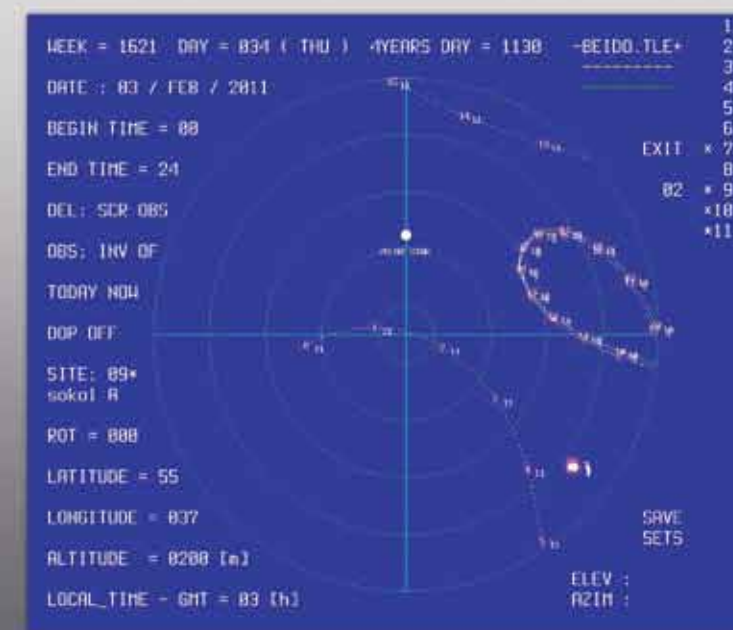 WEEK = 1621 DAY = 034 ( THU ) 4YEARS DAY = 1130 -BEIDO.TLE+
DATE : 03 / FEB / 2011
BEGIN TIME = 00
END TIME = 24
DEL: SCR OBS
OBS: INV OF
TODAY NOW
DOP OFF
SITE: 09*
sokol A
ROT = 000
LATITUDE = 55
LONGITUDE = 037
ALTITUDE = 0200 [m]
LOCAL_TIME - GMT = 03 [h]
1
2
3
4
5
6
EXIT * 7
8
02 * 9
*10
*11
SAVE
SETS
ELEV :
AZIM :